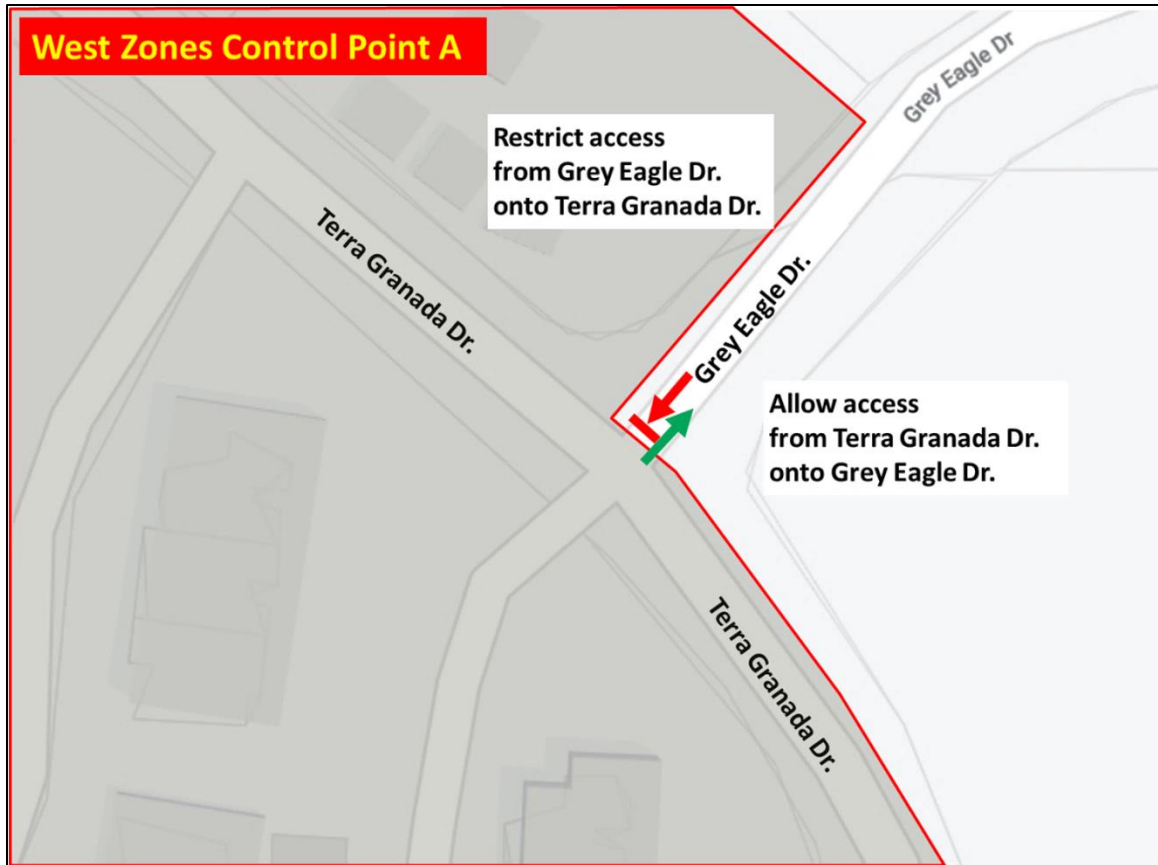 West Zones Control Point A
Grey Eagle Dr
Restrict access
from Grey Eagle Dr.
onto Terra Granada Dr.
Terra Granada Dr.
Grey Eagle Dr.
Allow access
from Terra Granada Dr.
onto Grey Eagle Dr.
Terra Granada Dr.